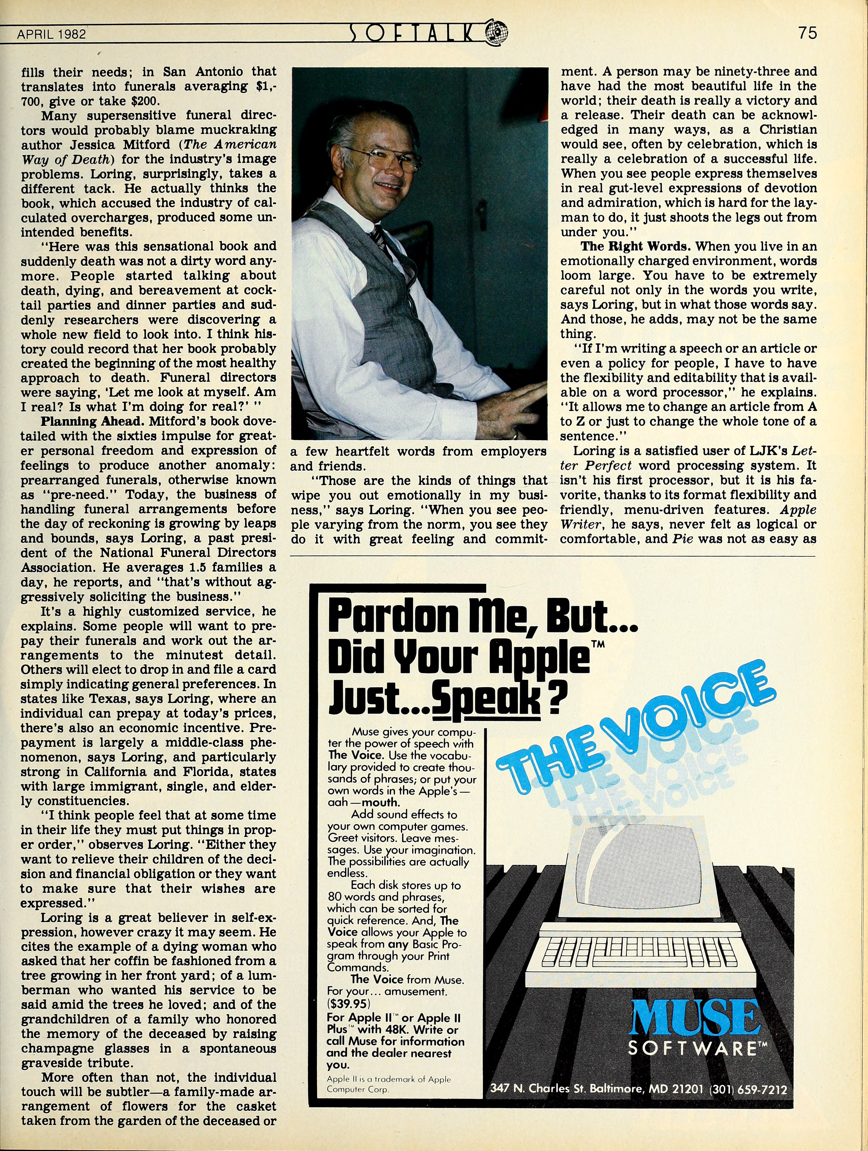 APRIL 1982
SOFTALK
75
fills their needs; in San Antonio that
translates into funerals averaging $1,-
700, give or take $200.
Many supersensitive funeral direc-
tors would probably blame muckraking
author Jessica Mitford (The American
Way of Death) for the industry's image
problems. Loring, surprisingly, takes a
different tack. He actually thinks the
book, which accused the industry of cal-
culated overcharges, produced some un-
intended benefits.
"Here was this sensational book and
suddenly death was not a dirty word any-
more. People started talking about
death, dying, and bereavement at cock-
tail parties and dinner parties and sud-
denly researchers were discovering a
whole new field to look into. I think his-
tory could record that her book probably
created the beginning of the most healthy
approach to death. Funeral directors
were saying, 'Let me look at myself. Am
I real? Is what I'm doing for real?' "
Planning Ahead. Mitford's book dove-
tailed with the sixties impulse for great-
er personal freedom and expression of
feelings to produce another anomaly:
prearranged funerals, otherwise known
as "pre-need." Today, the business of
handling funeral arrangements before
the day of reckoning is growing by leaps
and bounds, says Loring, a past presi-
dent of the National Funeral Directors
Association. He averages 1.5 families a
day, he reports, and "that's without ag-
gressively soliciting the business."
It's a highly customized service, he
explains. Some people will want to pre-
pay their funerals and work out the ar-
rangements to the minutest detail.
Others will elect to drop in and file a card
simply indicating general preferences. In
states like Texas, says Loring, where an
individual can prepay at today's prices,
there's also an economic incentive. Pre-
payment is largely a middle-class phe-
nomenon, says Loring, and particularly
strong in California and Florida, states
with large immigrant, single, and elder-
ly constituencies.
"I think people feel that at some time
in their life they must put things in prop-
er order," observes Loring. "Either they
want to relieve their children of the deci-
sion and financial obligation or they want
to make sure that their wishes are
expressed."
Loring is a great believer in self-ex-
pression, however crazy it may seem. He
cites the example of a dying woman who
asked that her coffin be fashioned from a
tree growing in her front yard; of a lum-
berman who wanted his service to be
said amid the trees he loved; and of the
grandchildren of a family who honored
the memory of the deceased by raising
champagne glasses in a spontaneous
graveside tribute.
More often than not, the individual
touch will be subtler—a family-made ar-
rangement of flowers for the casket
taken from the garden of the deceased or
a few heartfelt words from employers
and friends.
"Those are the kinds of things that
wipe you out emotionally in my busi-
ness," says Loring. "When you see peo-
ple varying from the norm, you see they
do it with great feeling and commit-
ment. A person may be ninety-three and
have had the most beautiful life in the
world; their death is really a victory and
a release. Their death can be acknowl-
edged in many ways, as a Christian
would see, often by celebration, which is
really a celebration of a successful life.
When you see people express themselves
in real gut-level expressions of devotion
and admiration, which is hard for the lay-
man to do, it just shoots the legs out from
under you."
The Right Words. When you live in an
emotionally charged environment, words
loom large. You have to be extremely
careful not only in the words you write,
says Loring, but in what those words say.
And those, he adds, may not be the same
thing.
"If I'm writing a speech or an article or
even a policy for people, I have to have
the flexibility and editability that is avail-
able on a word processor," he explains.
"It allows me to change an article from A
to Z or just to change the whole tone of a
sentence."
Loring is a satisfied user of LJK's Let-
ter Perfect word processing system. It
isn't his first processor, but it is his fa-
vorite, thanks to its format flexibility and
friendly, menu-driven features. Apple
Writer, he says, never felt as logical or
comfortable, and Pie was not as easy as
Pardon Me, But...
Did Your Apple™
Just...Speak?
Muse gives your compu-
ter the power of speech with
The Voice. Use the vocabu-
lary provided to create thou-
sands of phrases; or put your
own words in the Apple's—
aah—mouth.
Add sound effects to
your own computer games.
Greet visitors. Leave mes-
sages. Use your imagination.
The possibilities are actually
endless.
Each disk stores up to
80 words and phrases,
which can be sorted for
quick reference. And, The
Voice allows your Apple to
speak from any Basic Pro-
gram through your Print
Commands.
The Voice from Muse.
For your... amusement.
($39.95)
For Apple II™ or Apple II
Plus™ with 48K. Write or
call Muse for information
and the dealer nearest
you.
Apple II is a trademark of Apple
Computer Corp.
THE VOICE
THE VOICE
THE VOICE
THE VOICE
MUSE
SOFTWARE™
347 N. Charles St. Baltimore, MD 21201 (301) 659-7212